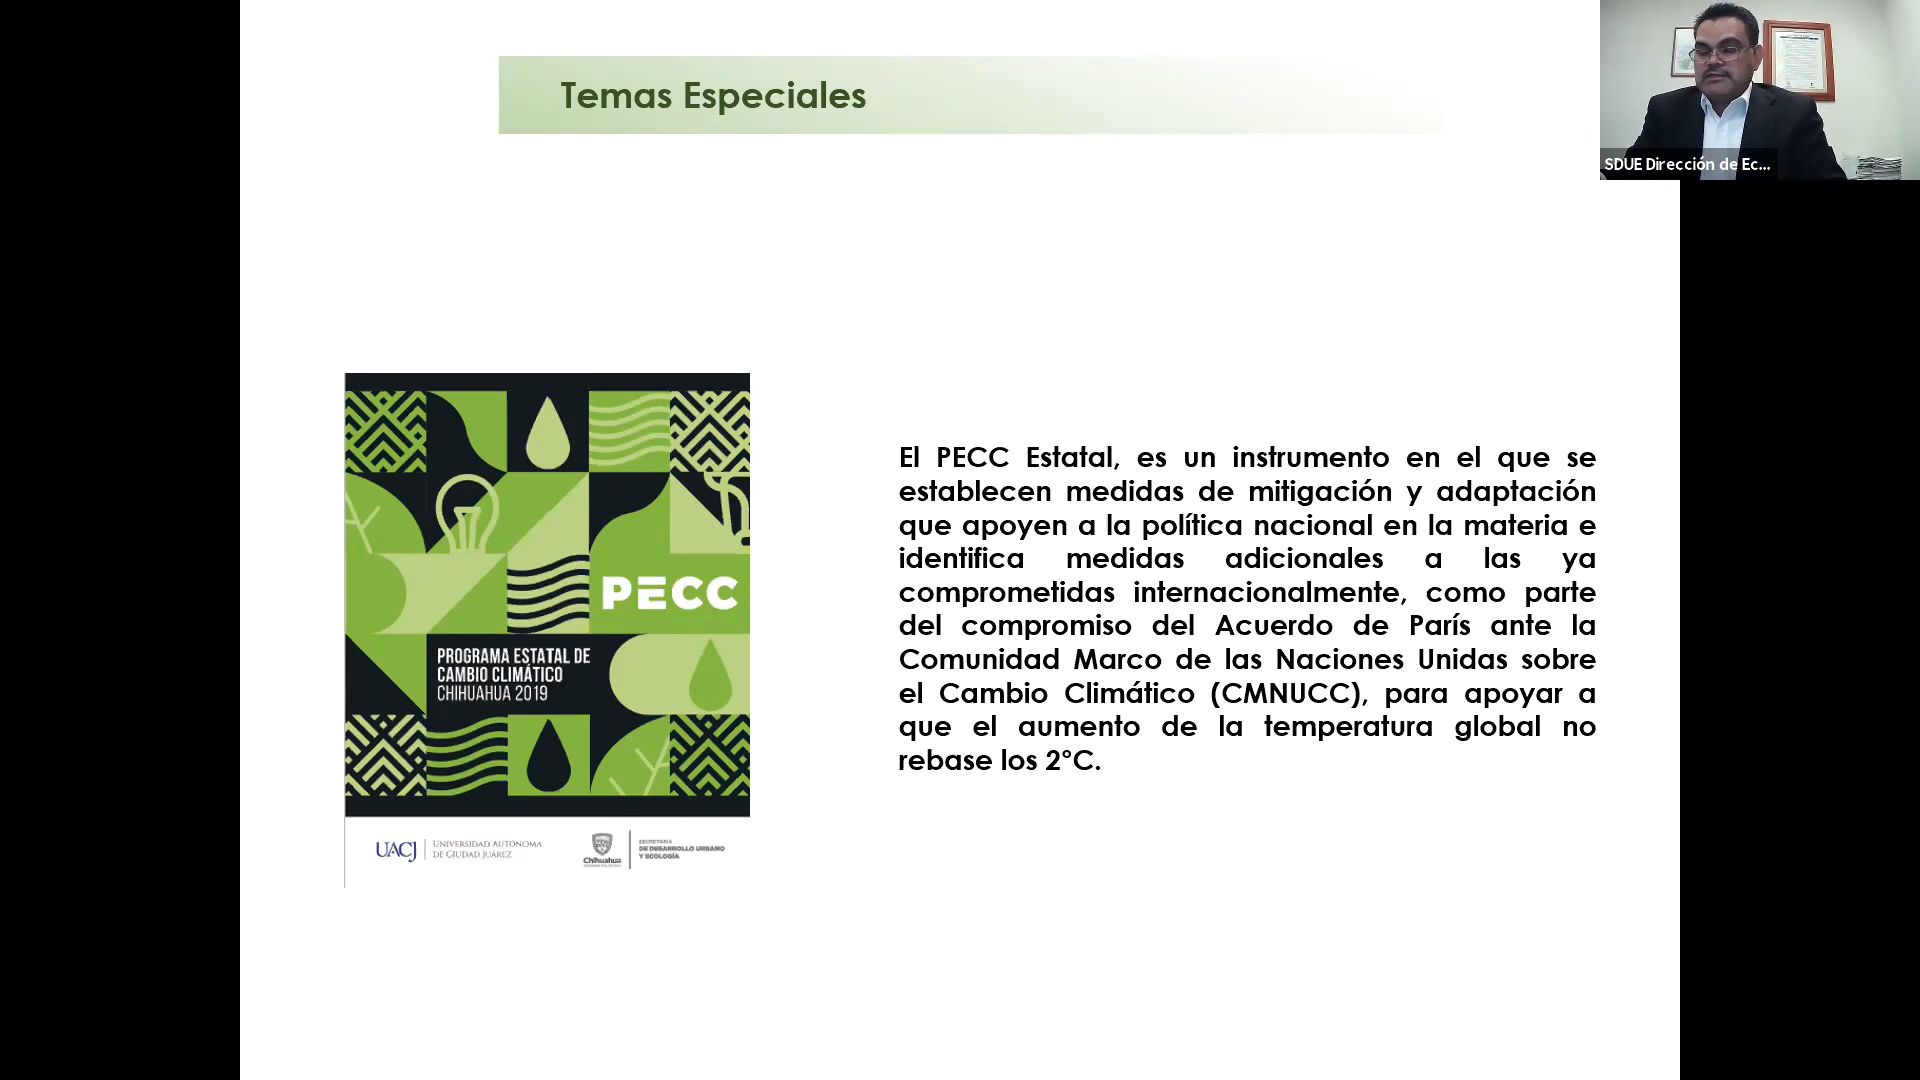 Temas Especiales
SDUE Dirección de Ec...
PECC
PROGRAMA ESTATAL DE
CAMBIO CLIMÁTICO
CHIHUAHUA 2019
UACJ
UNIVERSIDAD AUTÓNOMA
DE CIUDAD JUÁREZ
Chihuahua
SECRETARÍA
DE DESARROLLO URBANO
Y ECOLOGÍA
El PECC Estatal, es un instrumento en el que se
establecen medidas de mitigación y adaptación
que apoyen a la política nacional en la materia e
identifica medidas adicionales a las ya
comprometidas internacionalmente, como parte
del compromiso del Acuerdo de París ante la
Comunidad Marco de las Naciones Unidas sobre
el Cambio Climático (CMNUCC), para apoyar a
que el aumento de la temperatura global no
rebase los 2°C.